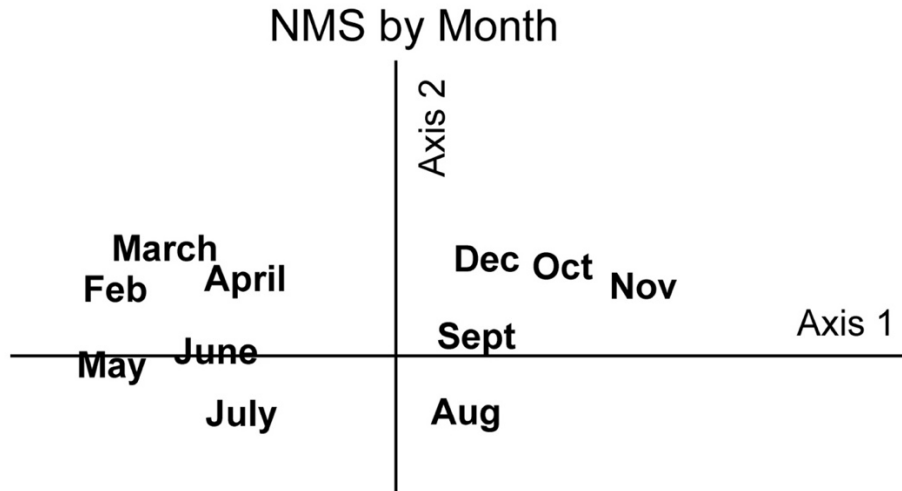 NMS by Month
Axis 2
March
Dec
Oct
April
Feb
Nov
Axis 1
Sept
June
May
July
Aug